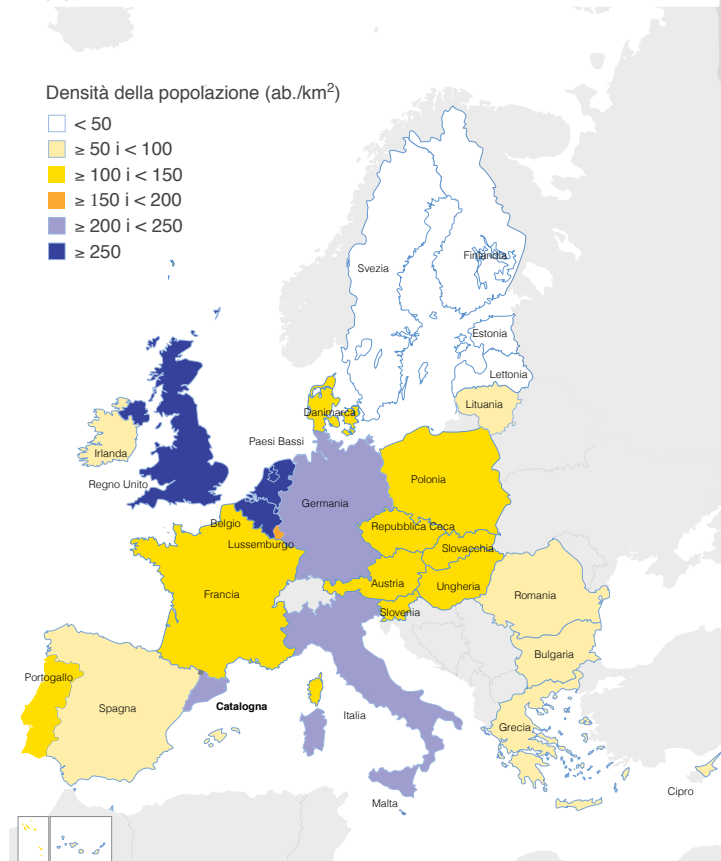 Densità della popolazione (ab./km²)
< 50
≥ 50 i < 100
≥ 100 i < 150
≥ 150 i < 200
≥ 200 i < 250
≥ 250
Svezia
Finlandia
Estonia
Lettonia
Lituania
Danimarca
Paesi Bassi
Irlanda
Regno Unito
Polonia
Germania
Belgio
Repubblica Ceca
Lussemburgo
Slovacchia
Austria
Ungheria
Francia
Romania
Slovenia
Bulgaria
Portogallo
Spagna
Catalogna
Italia
Grecia
Cipro
Malta